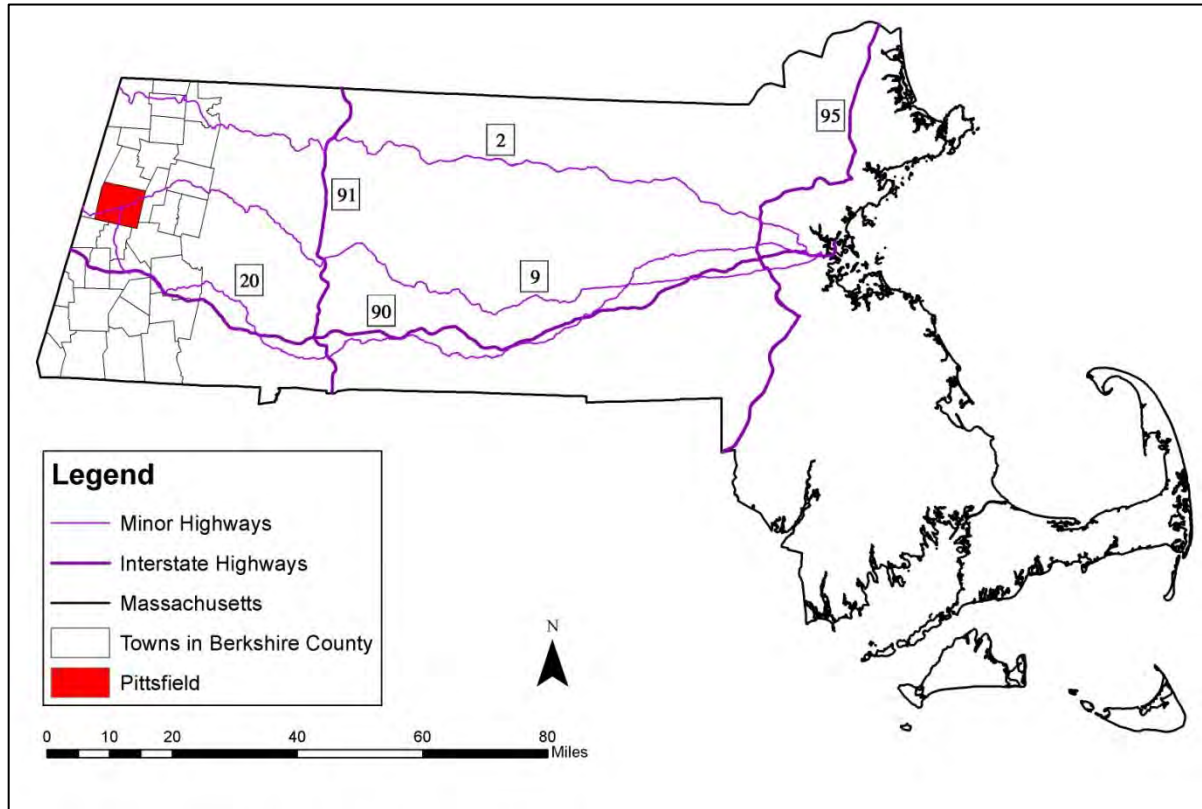 95
2
91
9
20
90
Legend
Minor Highways
Interstate Highways
Massachusetts
Towns in Berkshire County
Pittsfield
N
0 10 20 40 60 80
Miles